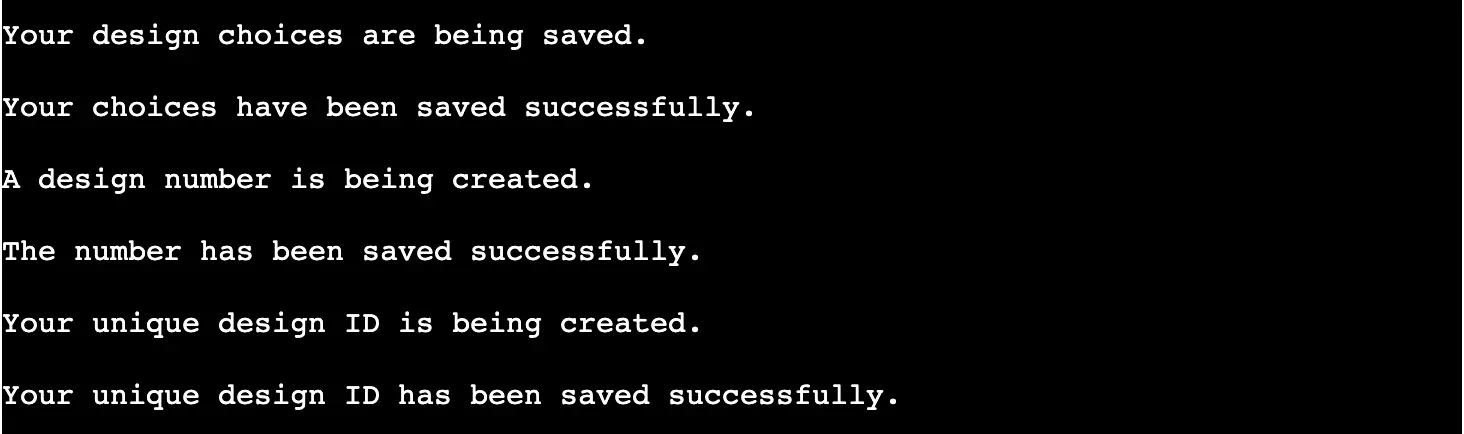 Your design choices are being saved.
Your choices have been saved successfully.
A design number is being created.
The number has been saved successfully.
Your unique design ID is being created.
Your unique design ID has been saved successfully.